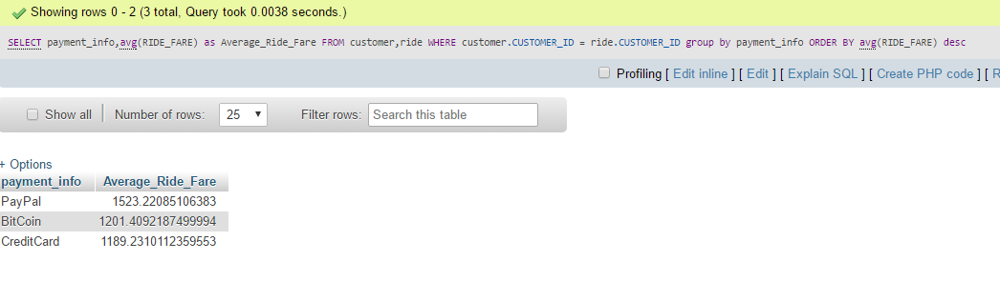 Showing rows 0 - 2 (3 total, Query took 0.0038 seconds.)
SELECT payment_info,avg(RIDE_FARE) as Average_Ride_Fare FROM customer,ride WHERE customer.CUSTOMER_ID = ride.CUSTOMER_ID group by payment_info ORDER BY avg(RIDE_FARE) desc
Profiling [ Edit inline ] [ Edit ] [ Explain SQL ] [ Create PHP code ] [ R
Show all Number of rows: 25 Filter rows: Search this table
+ Options
payment_info Average_Ride_Fare
PayPal 1523.22085106383
BitCoin 1201.4092187499994
CreditCard 1189.2310112359553